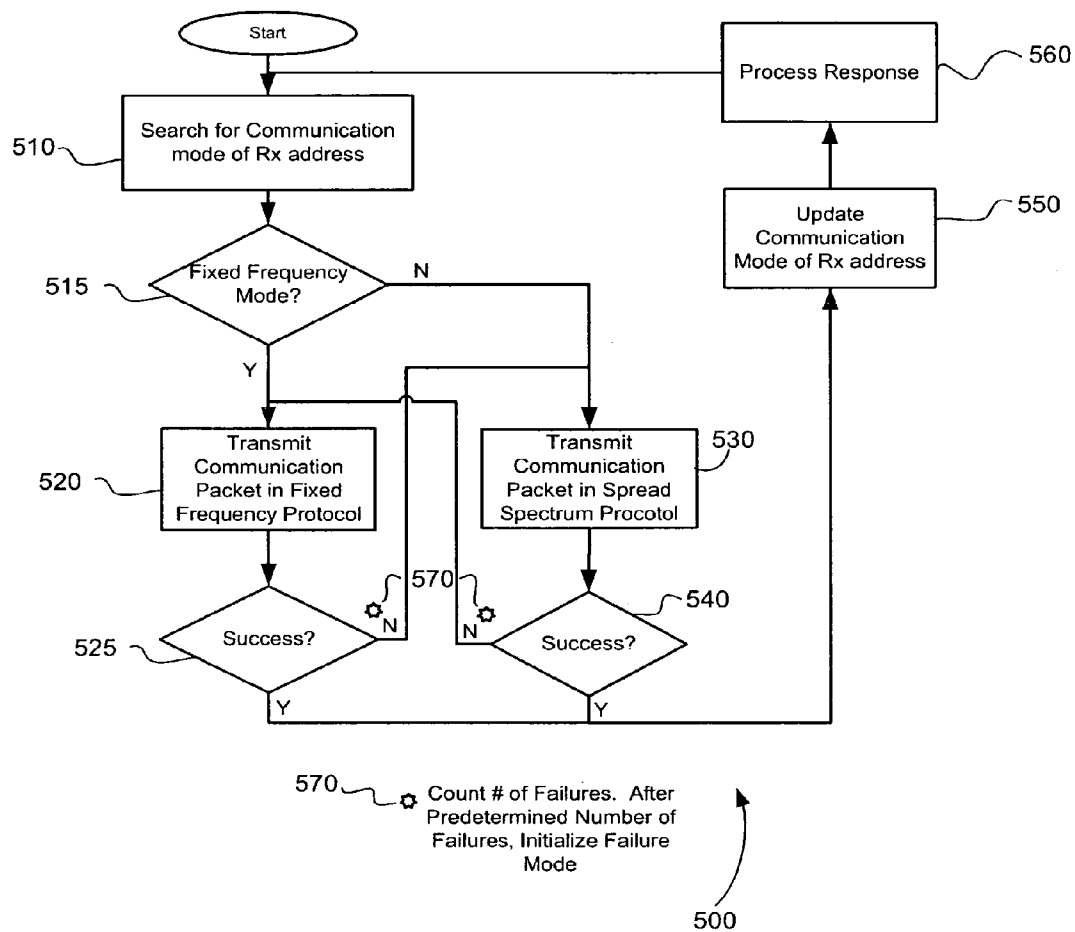 Start
Process Response
560
Search for Communication
mode of Rx address
510
Update
Communication
Mode of Rx address
550
Fixed Frequency
Mode?
515
N
Y
Transmit
Communication
Packet in Fixed
Frequency Protocol
520
Transmit
Communication
Packet in Spread
Spectrum Procotol
530
570
Success?
525
N
Y
Success?
540
N
Y
570
Count # of Failures. After
Predetermined Number of
Failures, Initialize Failure
Mode
500